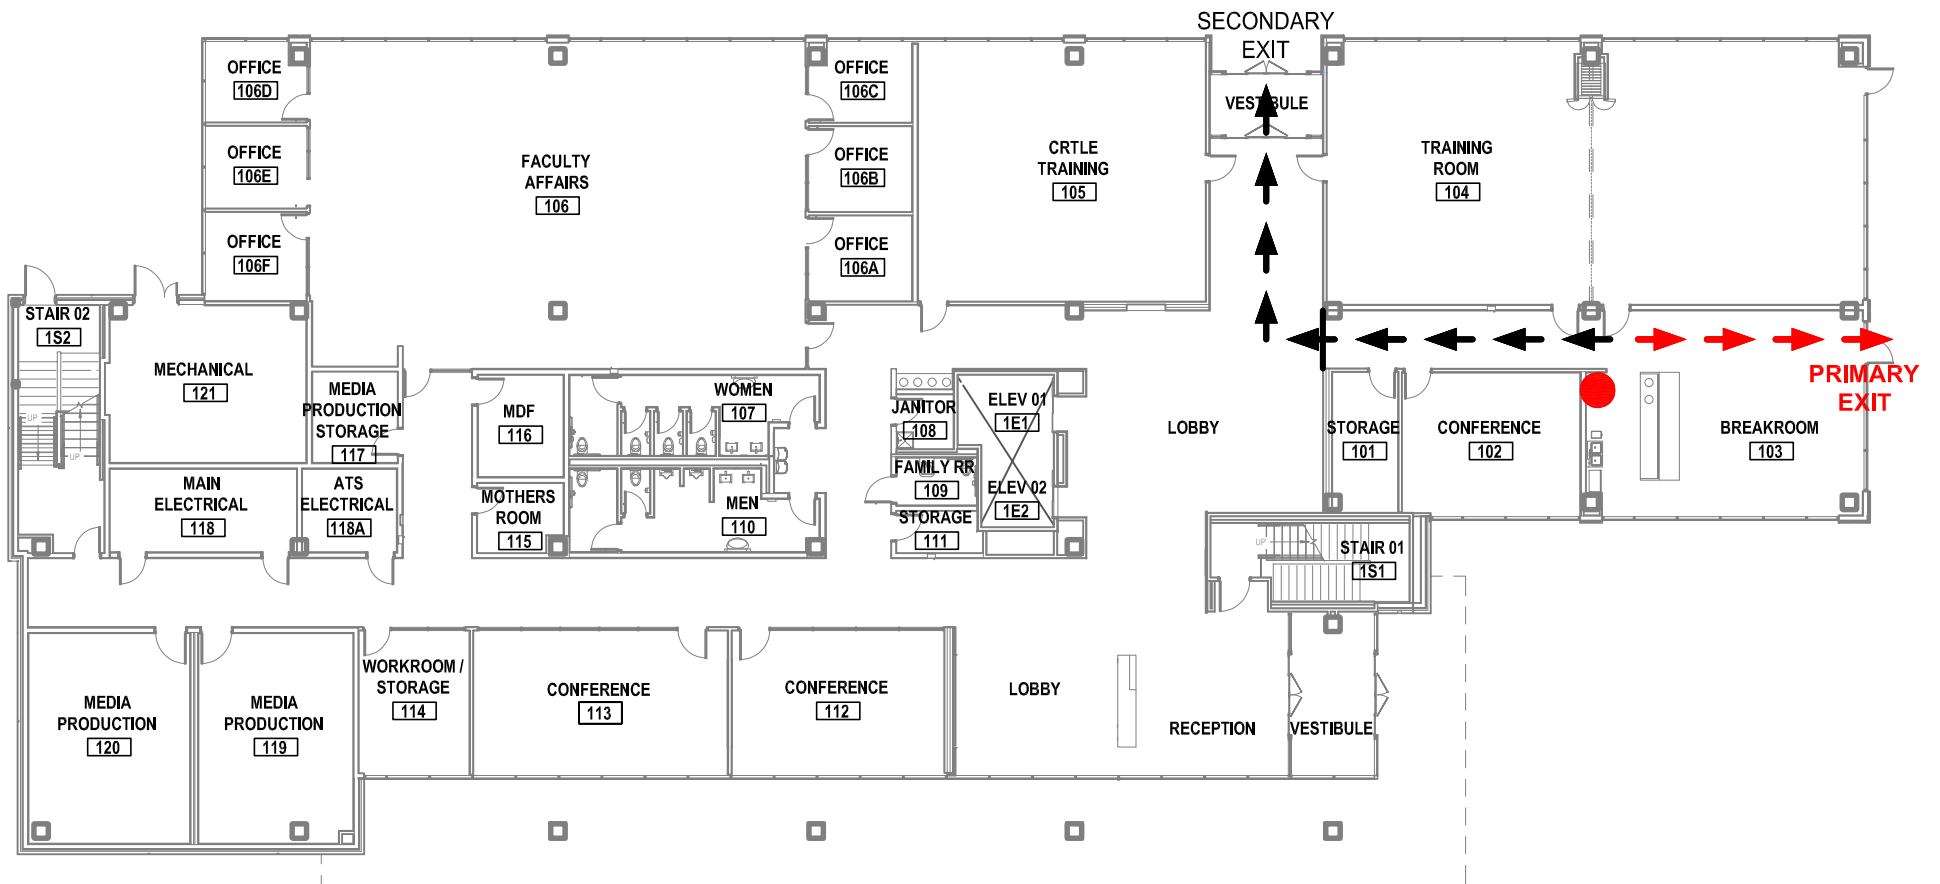 SECONDARY
EXIT
OFFICE
106D
OFFICE
106C
VESTIBULE
OFFICE
106E
FACULTY
AFFAIRS
106
OFFICE
106B
CRTLE
TRAINING
105
TRAINING
ROOM
104
OFFICE
106F
OFFICE
106A
STAIR 02
1S2
MECHANICAL
121
MEDIA
PRODUCTION
STORAGE
117
MDF
116
WOMEN
107
JANITOR
108
ELEV 01
1E1
LOBBY
STORAGE
101
CONFERENCE
102
PRIMARY
EXIT
BREAKROOM
103
UP
UP
MAIN
ELECTRICAL
118
ATS
ELECTRICAL
118A
MOTHERS
ROOM
115
MEN
110
FAMILY RR
109
ELEV 02
1E2
STORAGE
111
UP
STAIR 01
1S1
MEDIA
PRODUCTION
120
MEDIA
PRODUCTION
119
WORKROOM /
STORAGE
114
CONFERENCE
113
CONFERENCE
112
LOBBY
RECEPTION
VESTIBULE